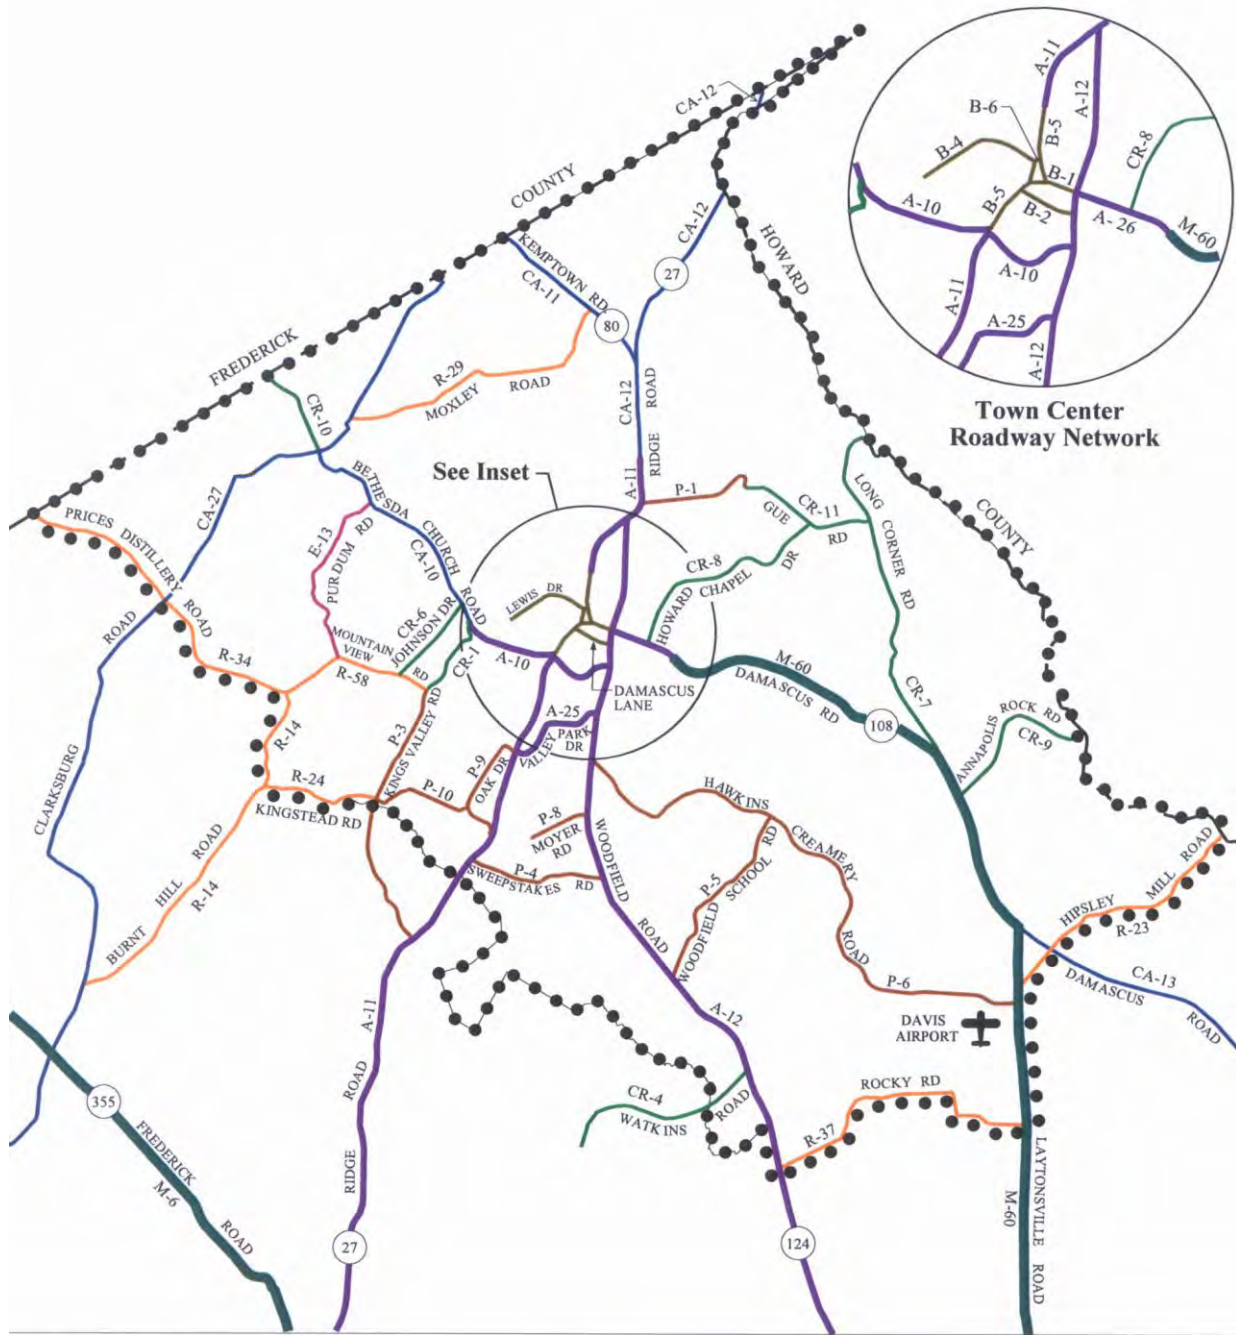 CA-12
COUNTY
FREDERICK
HOWARD
COUNTY
KEMPTOWN RD
CA-11
80
27
CA-12
R-29
MOXLEY ROAD
CA-12
RIDGE ROAD
A-11
CR-10
CA-27
BETHESDA CHURCH ROAD
CA-10
See Inset
P-1
GUE RD
CR-11
LONG CORNER RD
CR-8
HOWARD CHAPEL DR
PRICES DISTILLERY ROAD
R-34
E-13
PURDUM RD
MOUNTAIN VIEW RD
R-58
CR-6
JOHNSON DR
CR-1
LEWIS DR
A-10
DAMASCUS
LANE
A-25
VALLEY PARK DR
M-60
DAMASCUS RD
108
CR-7
ANNAPOLIS ROCK RD
CR-9
CLARKSBURG ROAD
R-14
R-24
KINGSTEAD RD
P-3
KINGS VALLEY RD
P-10
P-9
OAK DR
P-8
MOYER RD
P-4
SWEEPSTAKES RD
BURNT HILL ROAD
R-14
WOODFIELD ROAD
HAWKINS CREAMERY ROAD
P-5
WOODFIELD SCHOOL RD
P-6
A-12
HIPSLEY MILL ROAD
R-23
CA-13
DAMASCUS ROAD
DAVIS
AIRPORT
A-11
RIDGE ROAD
27
355
FREDERICK ROAD
M-6
CR-4
WATKINS ROAD
ROCKY RD
R-37
124
M-60
LAYTONSVILLE ROAD
A-11
A-12
B-6
B-5
B-4
CR-8
B-1
A-10
B-5
B-2
A-26
M-60
A-10
A-11
A-25
A-12
Town Center
Roadway Network